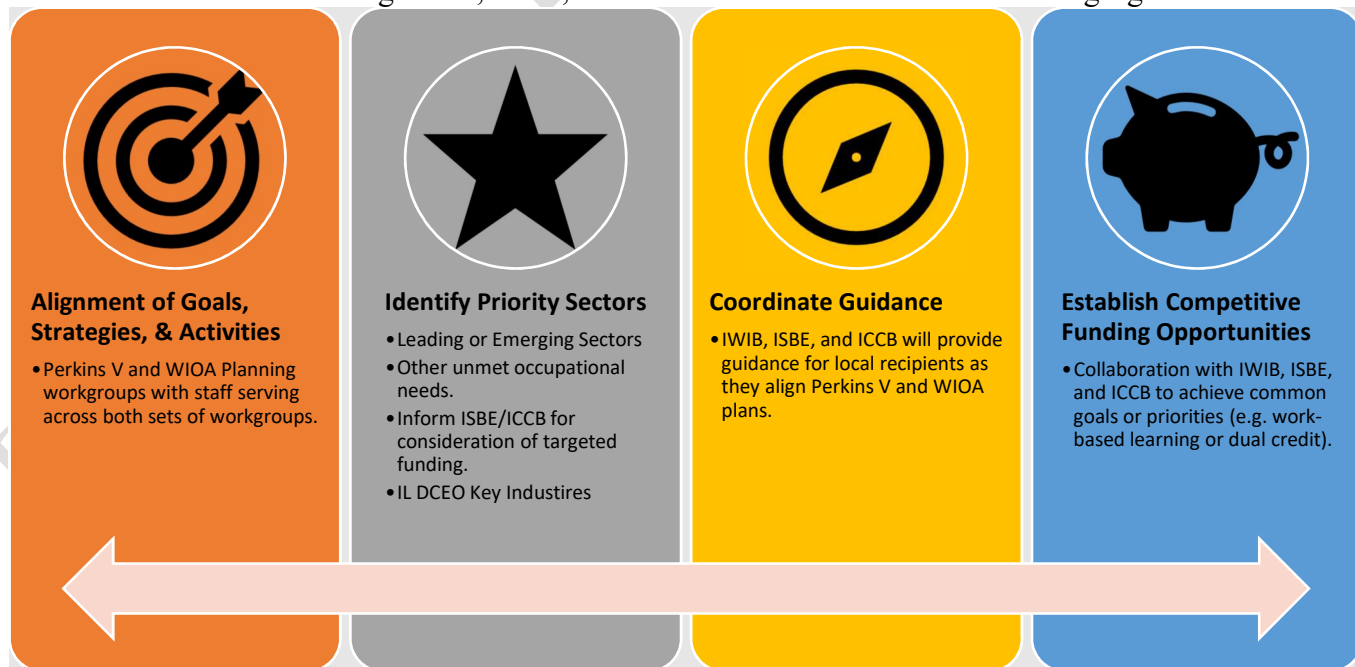 Alignment of Goals,
Strategies, & Activities
•Perkins V and WIOA Planning
workgroups with staff serving
across both sets of workgroups.
Identify Priority Sectors
•Leading or Emerging Sectors
•Other unmet occupational
needs.
•Inform ISBE/ICCB for
consideration of targeted
funding.
•IL DCEO Key Industires
Coordinate Guidance
•IWIB, ISBE, and ICCB will provide
guidance for local recipients as
they align Perkins V and WIOA
plans.
Establish Competitive
Funding Opportunities
•Collaboration with IWIB, ISBE,
and ICCB to achieve common
goals or priorities (e.g. work-
based learning or dual credit).